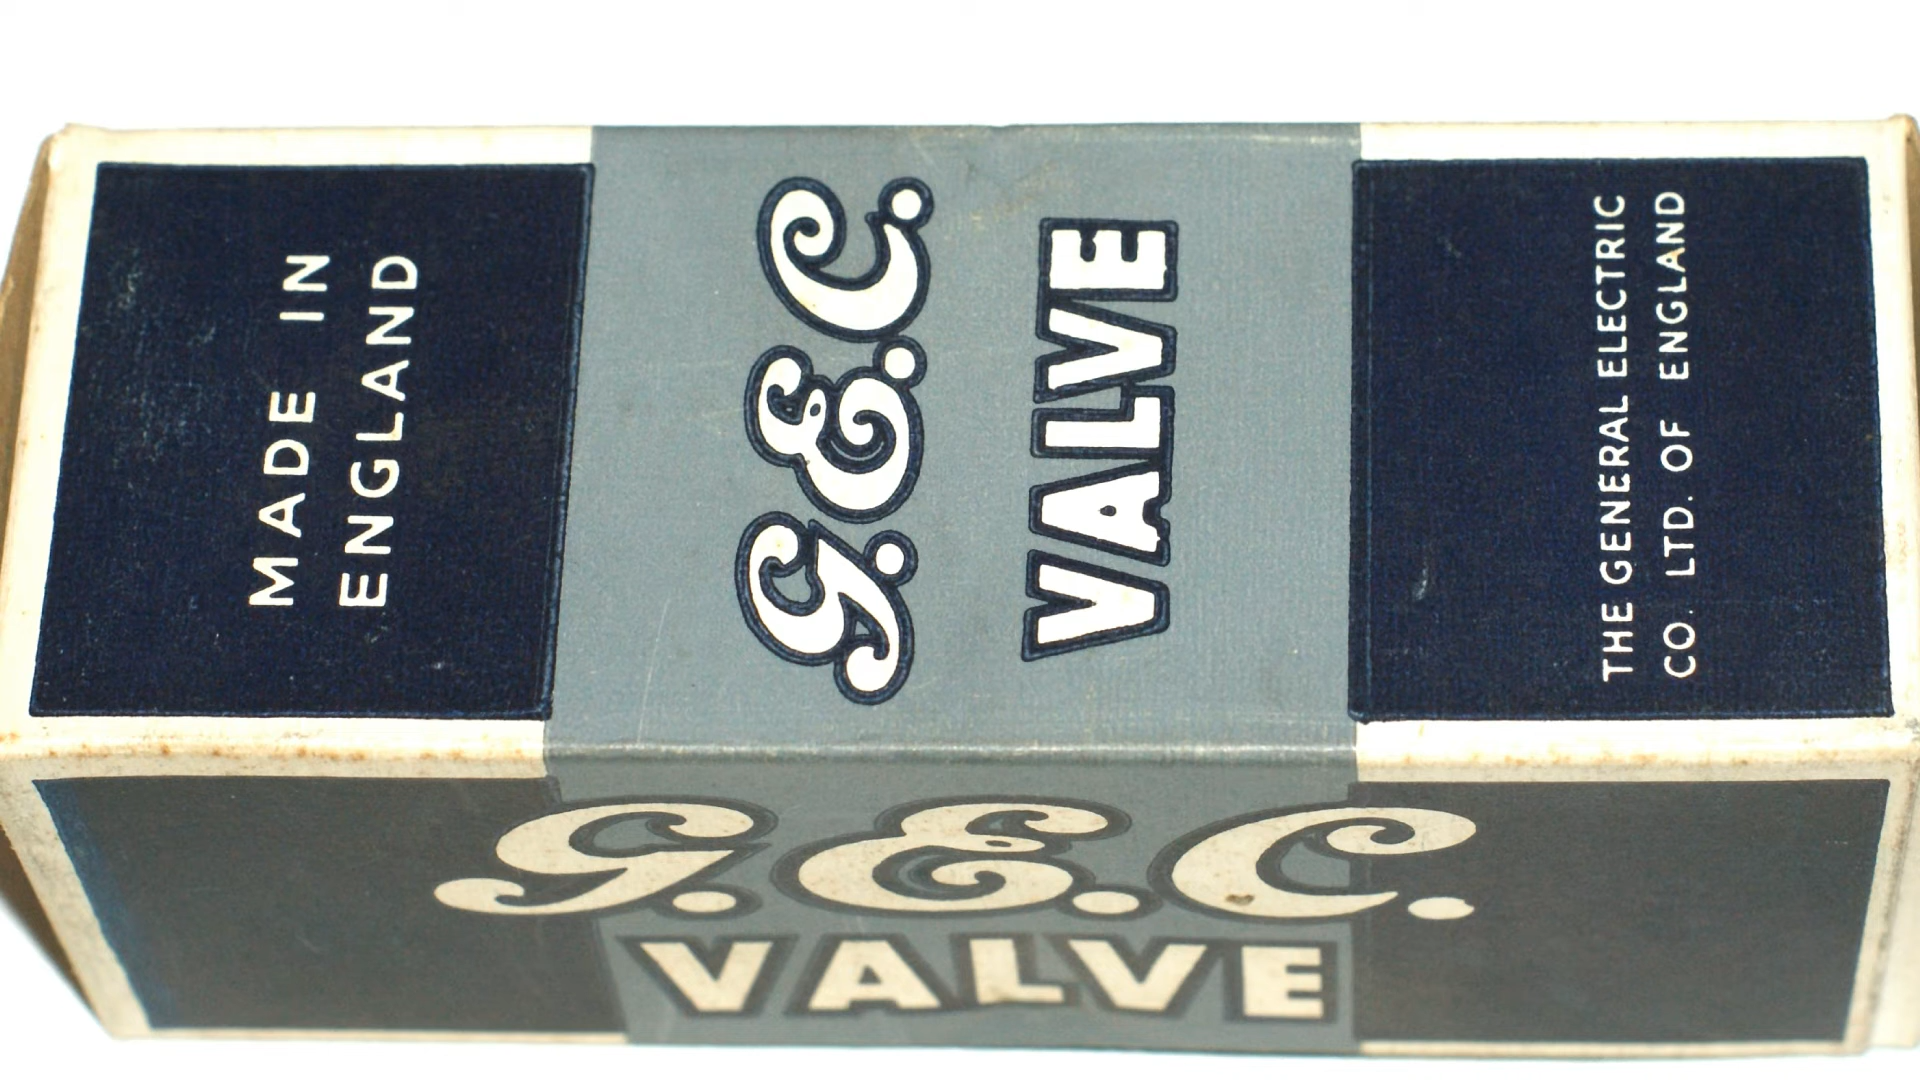 MADE IN
ENGLAND
G.E.C.
VALVE
THE GENERAL ELECTRIC
CO. LTD. OF ENGLAND
G.E.C.
VALVE